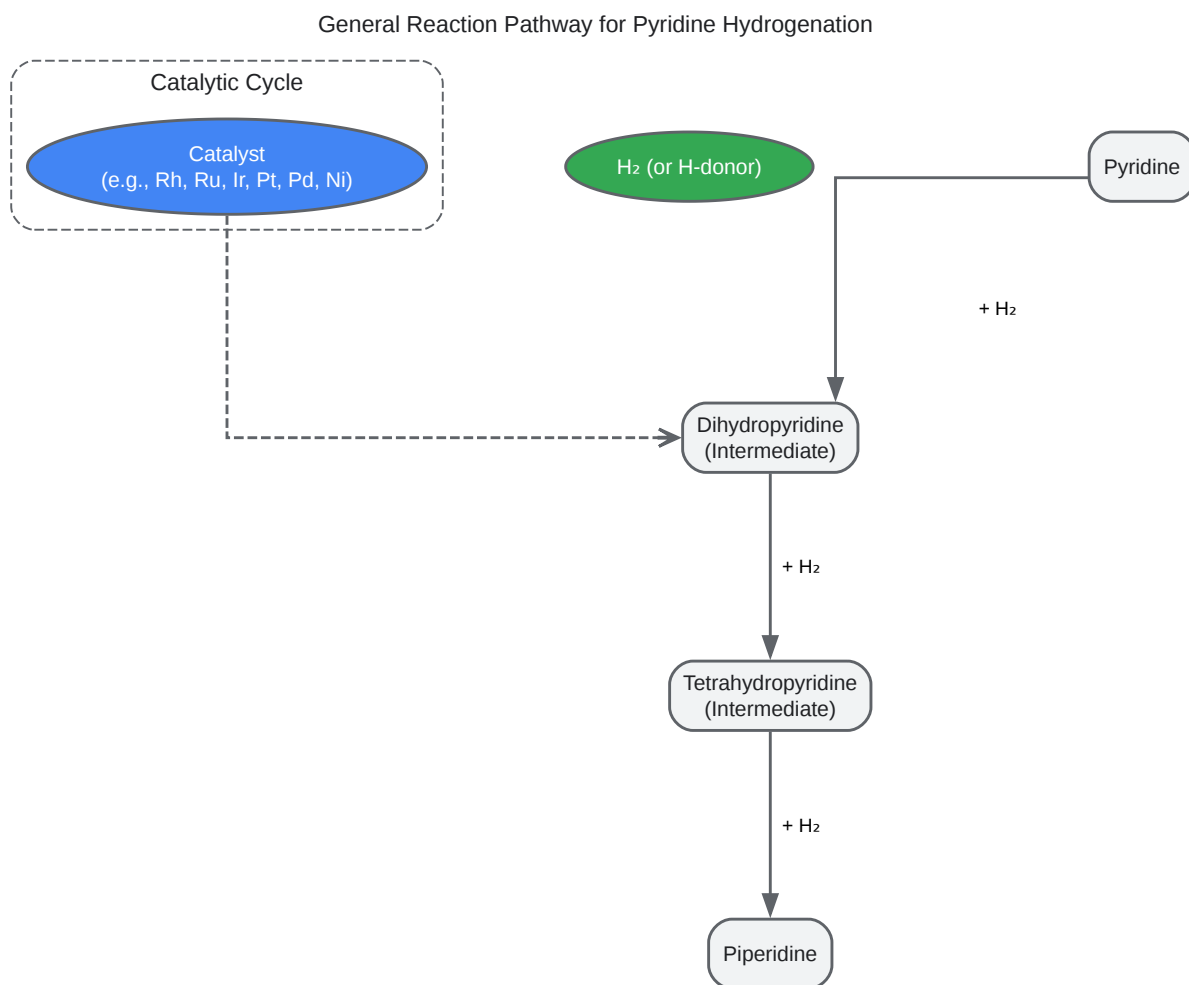 General Reaction Pathway for Pyridine Hydrogenation
Catalytic Cycle
Catalyst
(e.g., Rh, Ru, Ir, Pt, Pd, Ni)
H₂ (or H-donor)
Pyridine
+ H₂
Dihydropyridine
(Intermediate)
+ H₂
Tetrahydropyridine
(Intermediate)
+ H₂
Piperidine